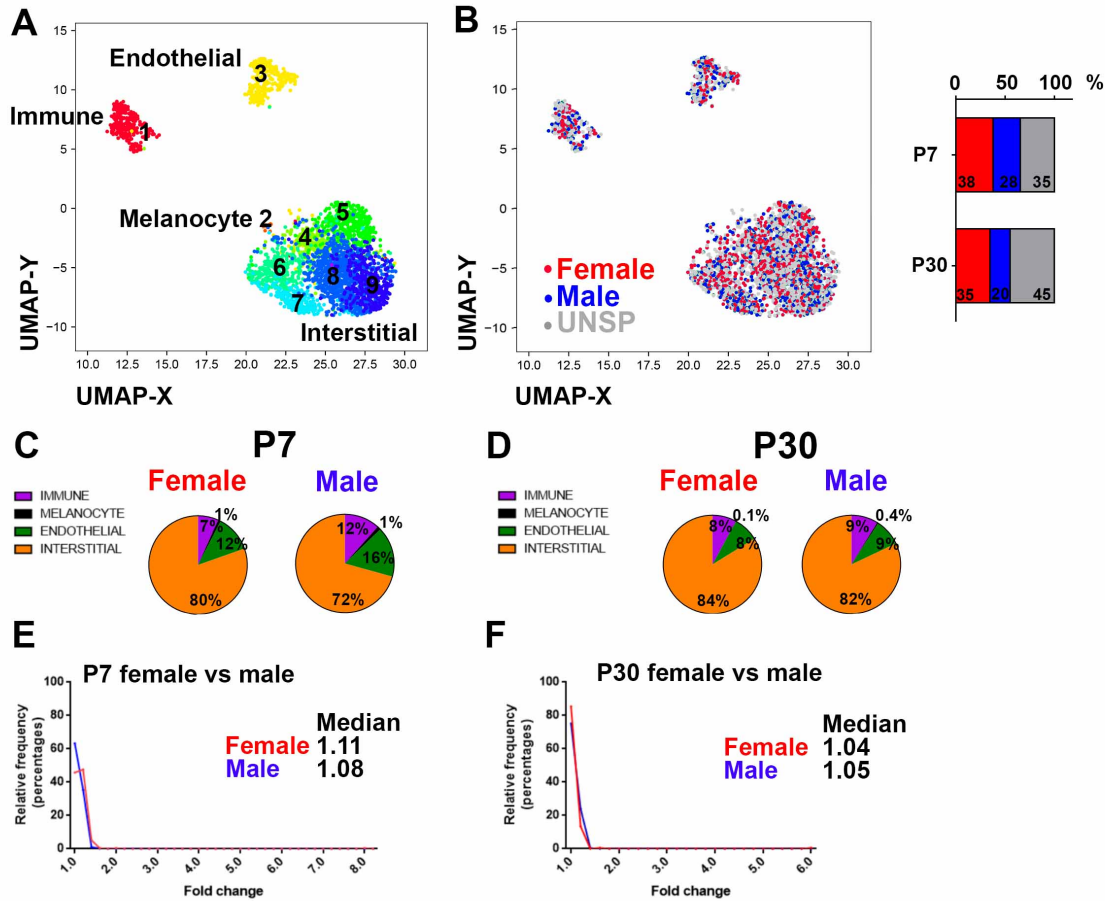 A
15
10
5
0
−5
−10
UMAP-Y
Endothelial
3
Immune
1
Melanocyte 2
5
4
6
8
9
7
Interstitial
10.0 12.5 15.0 17.5 20.0 22.5 25.0 27.5 30.0
UMAP-X
B
15
10
5
0
−5
−10
UMAP-Y
Female
Male
UNSP
10.0 12.5 15.0 17.5 20.0 22.5 25.0 27.5 30.0
UMAP-X
0 50 100 %
P7
38 28 35
P30
35 20 45
C
P7
Female Male
IMMUNE
MELANOCYTE
ENDOTHELIAL
INTERSTITIAL
7% 1%
12%
80%
12% 1%
16%
72%
D
P30
Female Male
IMMUNE
MELANOCYTE
ENDOTHELIAL
INTERSTITIAL
8% 0.1%
8%
84%
9% 0.4%
9%
82%
E
P7 female vs male
Median
Female 1.11
Male 1.08
Relative frequency
(percentages)
100
80
60
40
20
0
1.0 2.0 3.0 4.0 5.0 6.0 7.0 8.0
Fold change
F
P30 female vs male
Median
Female 1.04
Male 1.05
Relative frequency
(percentages)
100
80
60
40
20
0
1.0 2.0 3.0 4.0 5.0 6.0
Fold change